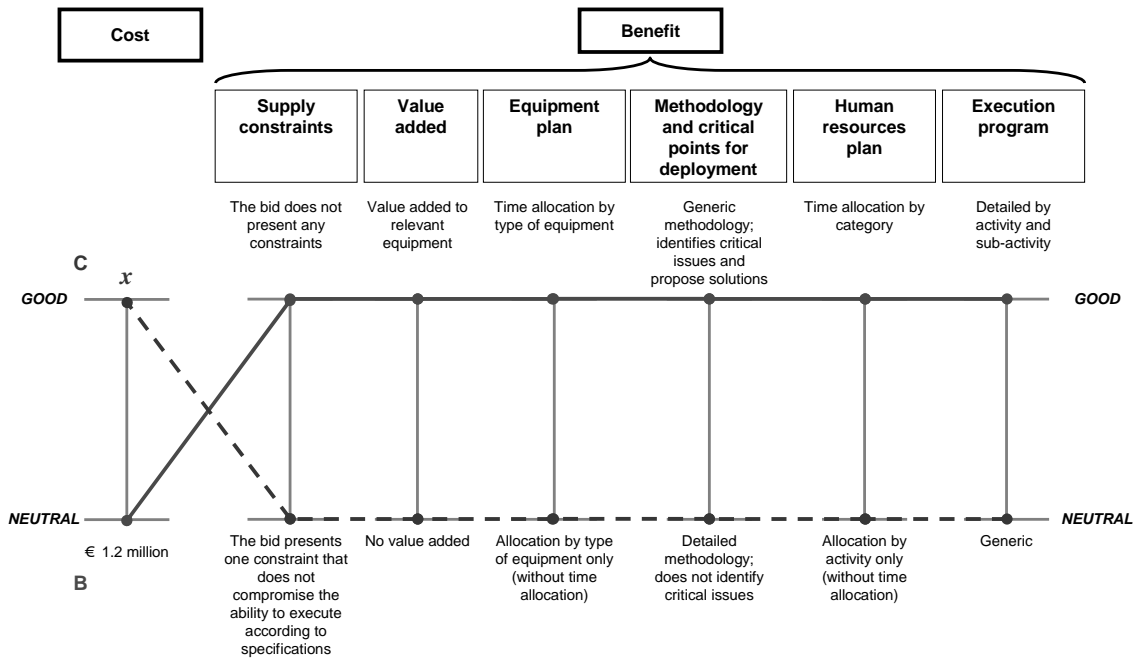 Cost
Benefit
Supply
constraints
Value
added
Equipment
plan
Methodology
and critical
points for
deployment
Human
resources
plan
Execution
program
The bid does not
present any
constraints
Value added to
relevant
equipment
Time allocation by
type of equipment
Generic
methodology;
identifies critical
issues and
propose solutions
Time allocation by
category
Detailed by
activity and
sub-activity
C
x
GOOD
GOOD
NEUTRAL
NEUTRAL
€ 1.2 million
B
The bid presents
one constraint that
does not
compromise the
ability to execute
according to
specifications
No value added
Allocation by type
of equipment only
(without time
allocation)
Detailed
methodology;
does not identify
critical issues
Allocation by
activity only
(without time
allocation)
Generic